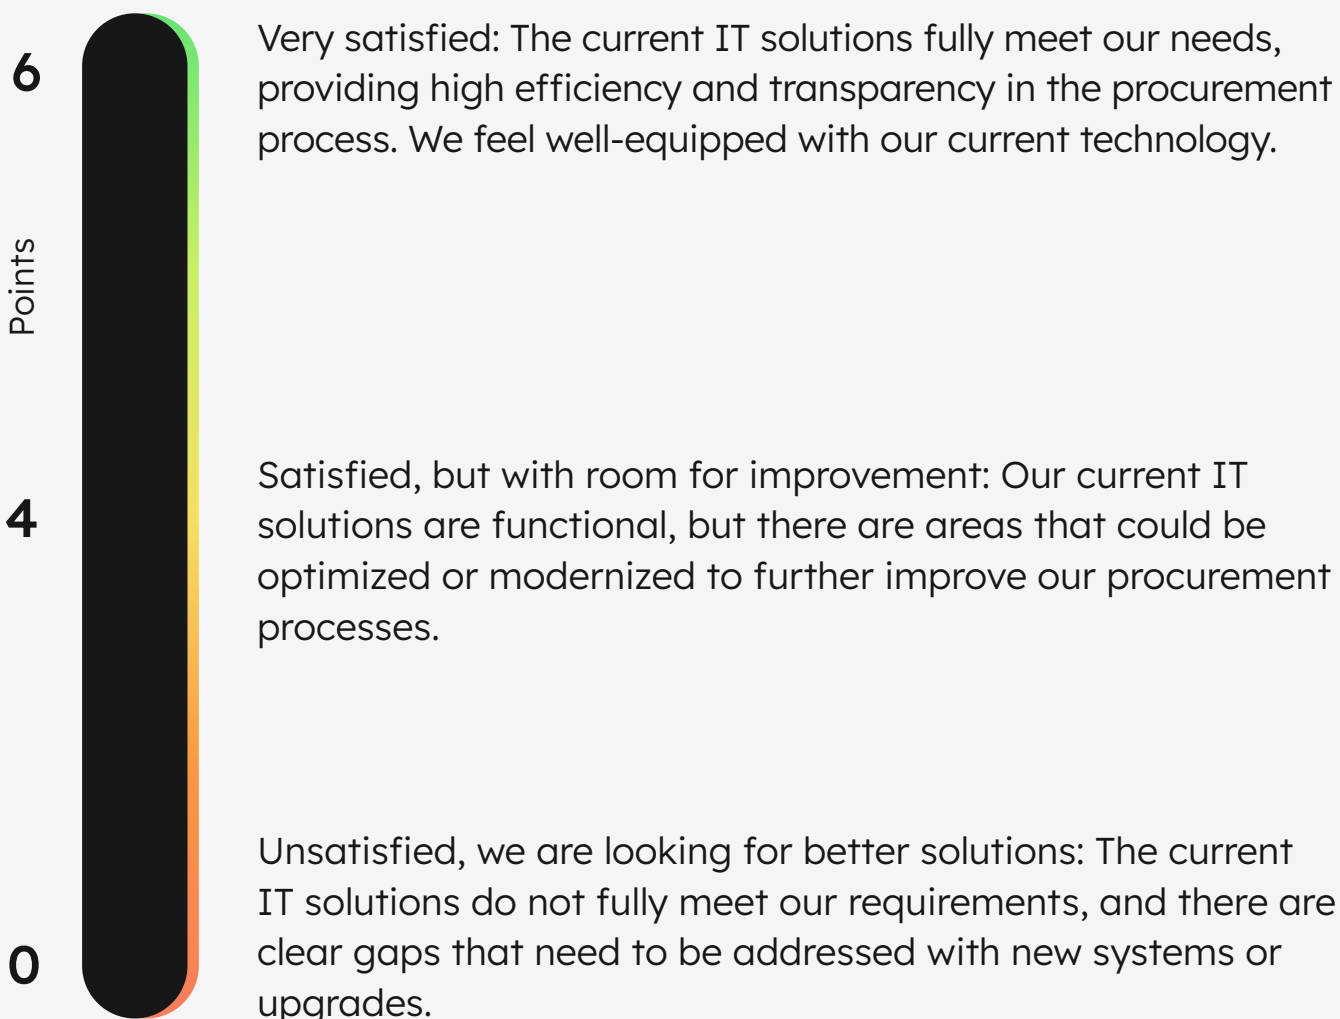 6
Very satisfied: The current IT solutions fully meet our needs,
providing high efficiency and transparency in the procurement
process. We feel well-equipped with our current technology.
Points
4
Satisfied, but with room for improvement: Our current IT
solutions are functional, but there are areas that could be
optimized or modernized to further improve our procurement
processes.
0
Unsatisfied, we are looking for better solutions: The current
IT solutions do not fully meet our requirements, and there are
clear gaps that need to be addressed with new systems or
upgrades.